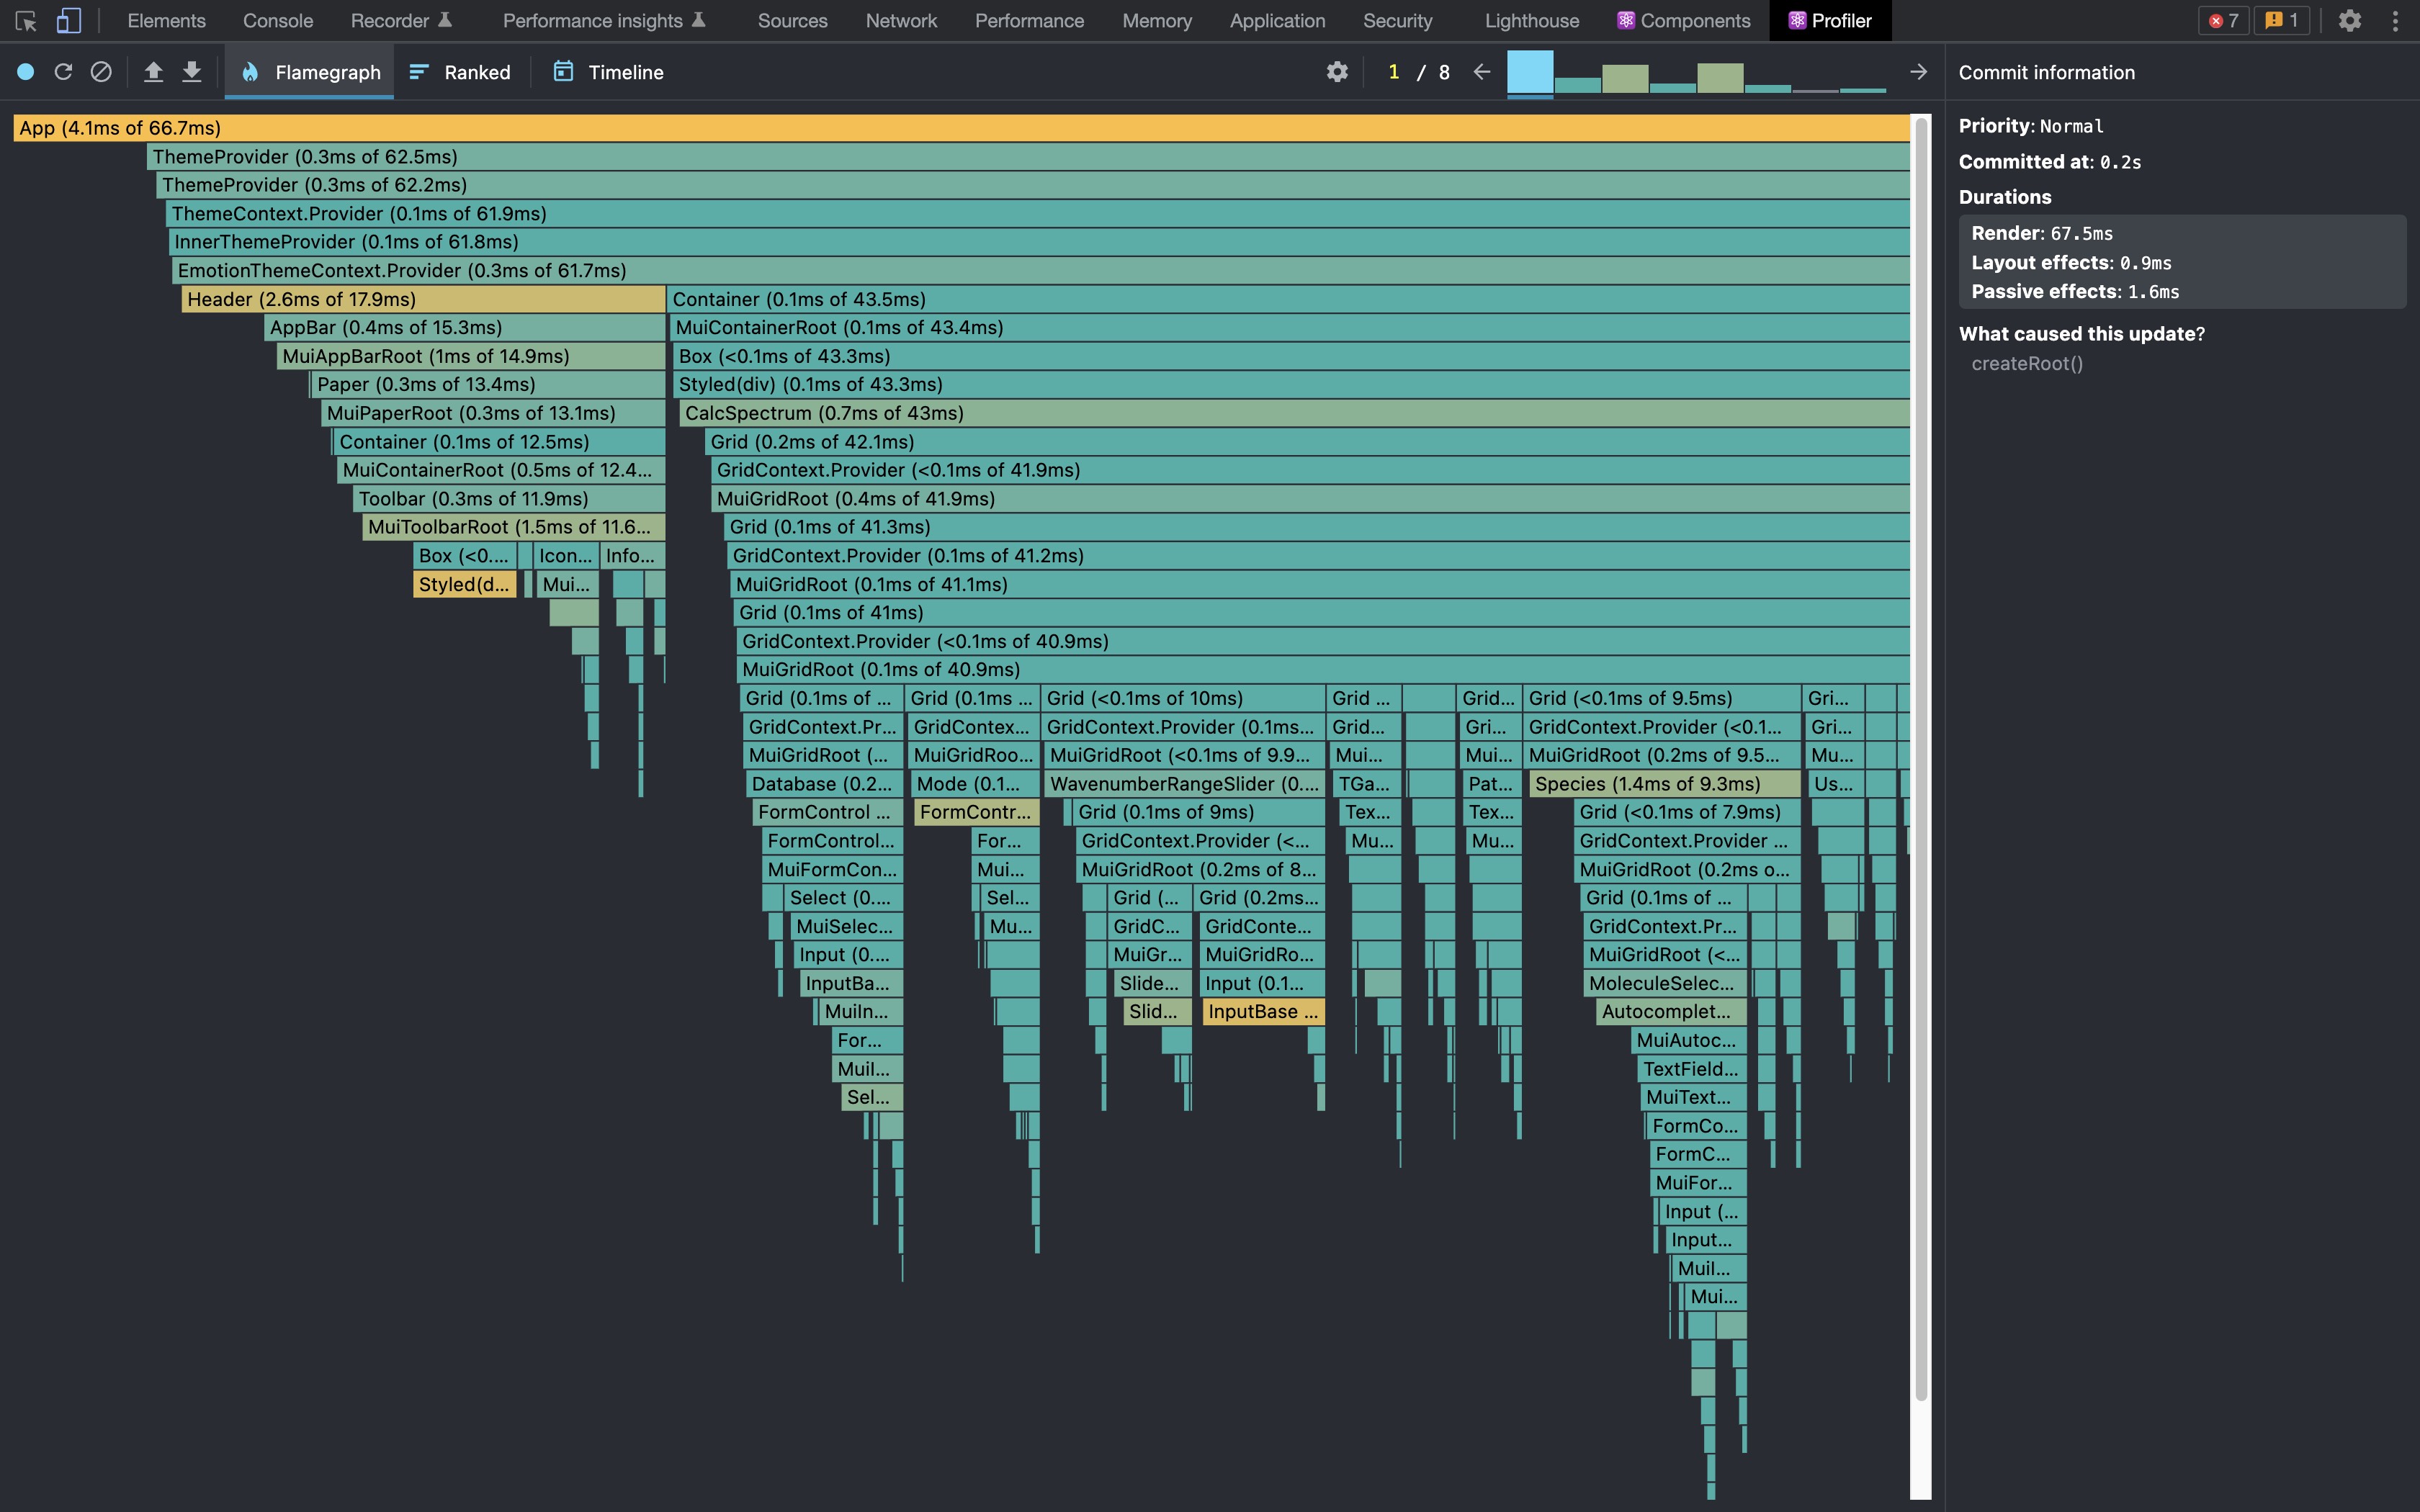 Elements Console Recorder Performance insights Sources Network Performance Memory Application Security Lighthouse Components Profiler 7 1
Flamegraph Ranked Timeline 1 / 8 Commit information
App (4.1ms of 66.7ms)
ThemeProvider (0.3ms of 62.5ms)
ThemeProvider (0.3ms of 62.2ms)
ThemeContext.Provider (0.1ms of 61.9ms)
InnerThemeProvider (0.1ms of 61.8ms)
EmotionThemeContext.Provider (0.3ms of 61.7ms)
Header (2.6ms of 17.9ms) Container (0.1ms of 43.5ms)
AppBar (0.4ms of 15.3ms) MuiContainerRoot (0.1ms of 43.4ms)
MuiAppBarRoot (1ms of 14.9ms) Box (<0.1ms of 43.3ms)
Paper (0.3ms of 13.4ms) Styled(div) (0.1ms of 43.3ms)
MuiPaperRoot (0.3ms of 13.1ms) CalcSpectrum (0.7ms of 43ms)
Container (0.1ms of 12.5ms) Grid (0.2ms of 42.1ms)
MuiContainerRoot (0.5ms of 12.4... GridContext.Provider (<0.1ms of 41.9ms)
Toolbar (0.3ms of 11.9ms) MuiGridRoot (0.4ms of 41.9ms)
MuiToolbarRoot (1.5ms of 11.6... Grid (0.1ms of 41.3ms)
Box (<0.... Icon... Info... GridContext.Provider (0.1ms of 41.2ms)
Styled(d... Mui... MuiGridRoot (0.1ms of 41.1ms)
Grid (0.1ms of 41ms)
GridContext.Provider (<0.1ms of 40.9ms)
MuiGridRoot (0.1ms of 40.9ms)
Grid (0.1ms of ... Grid (0.1ms ... Grid (<0.1ms of 10ms) Grid ... Grid... Grid (<0.1ms of 9.5ms) Gri...
GridContext.Pr... GridContex... GridContext.Provider (0.1ms... Grid... Gri... GridContext.Provider (<0.1... Gri...
MuiGridRoot (... MuiGridRoo... MuiGridRoot (<0.1ms of 9.9... Mui... Mui... MuiGridRoot (0.2ms of 9.5... Mu...
Database (0.2... Mode (0.1... WavenumberRangeSlider (0.... TGa... Pat... Species (1.4ms of 9.3ms) Us...
FormControl ... FormContr... Grid (0.1ms of 9ms) Tex... Tex... Grid (<0.1ms of 7.9ms)
FormControl... For... GridContext.Provider (<... Mu... Mu... GridContext.Provider ...
MuiFormCon... Mui... MuiGridRoot (0.2ms of 8... MuiGridRoot (0.2ms o...
Select (0.... Sel... Grid (... Grid (0.2ms... Grid (0.1ms of ...
MuiSelec... Mu... GridC... GridConte... GridContext.Pr...
Input (0.... MuiGr... MuiGridRo... MuiGridRoot (<...
InputBa... Slide... Input (0.1... MoleculeSelec...
MuiIn... Slid... InputBase ... Autocomplet...
For... MuiAutoc...
MuiI... TextField...
Sel... MuiText...
FormCo...
FormC...
MuiFor...
Input (...
Input...
MuiI...
Mui...
Priority: Normal
Committed at: 0.2s
Durations
Render: 67.5ms
Layout effects: 0.9ms
Passive effects: 1.6ms
What caused this update?
createRoot()